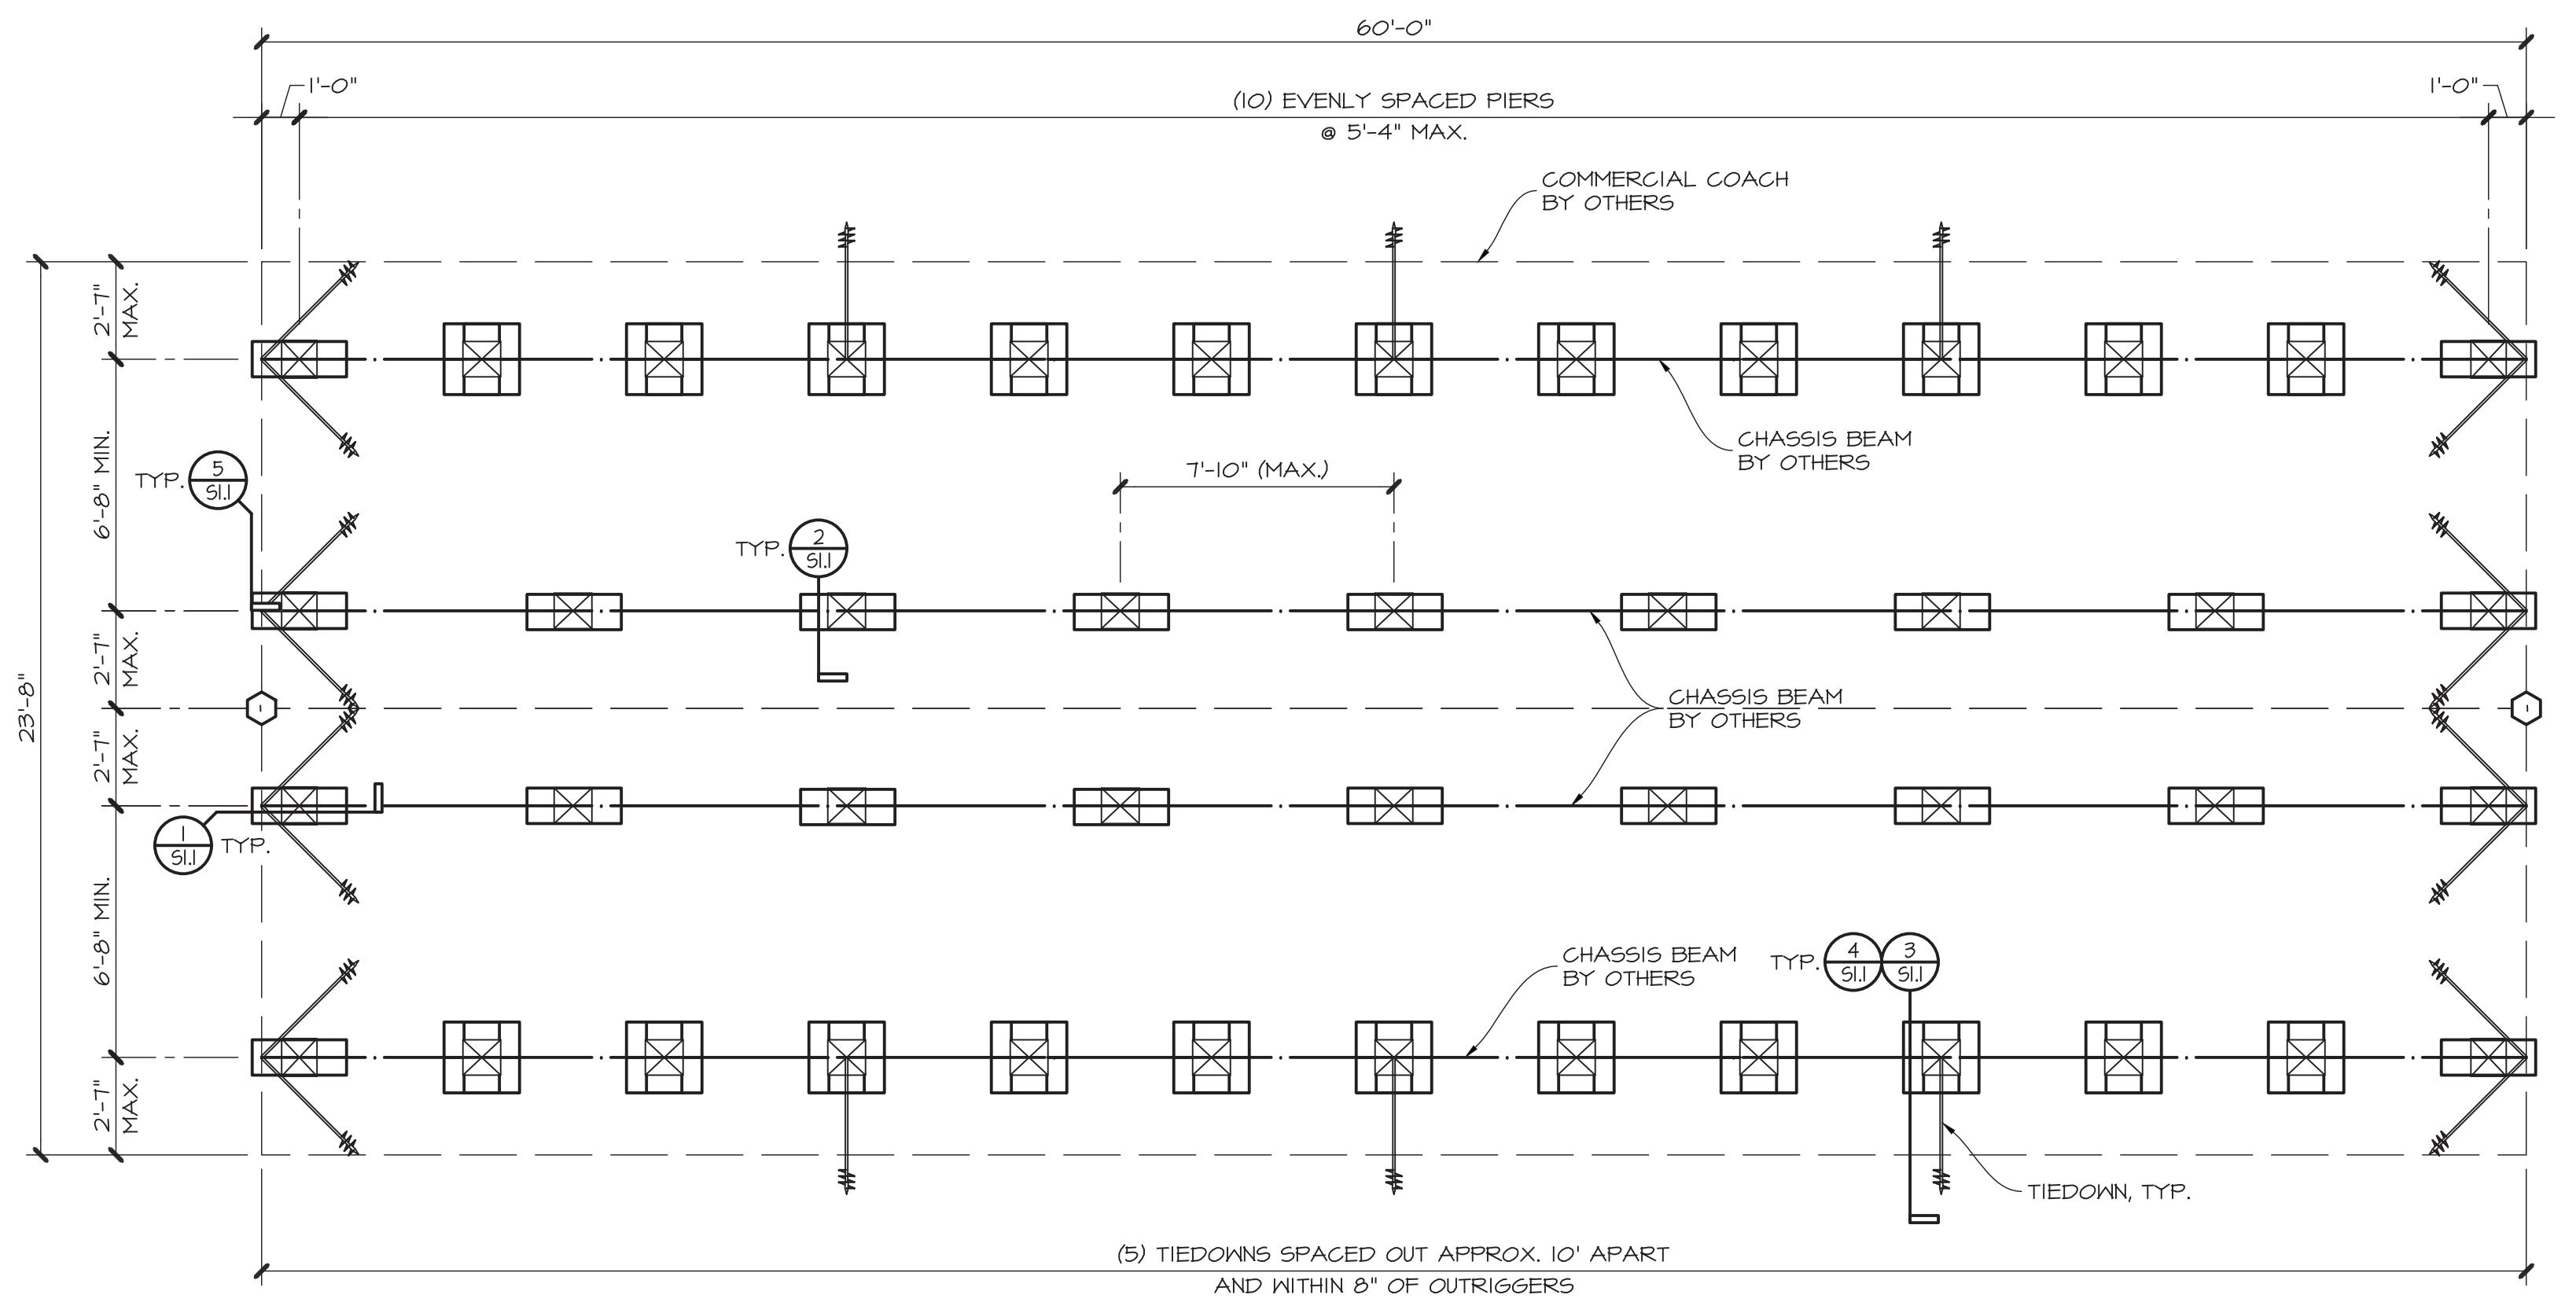 60'-0"
1'-0"
(10) EVENLY SPACED PIERS
@ 5'-4" MAX.
1'-0"
COMMERCIAL COACH
BY OTHERS
2'-7"
MAX.
CHASSIS BEAM
BY OTHERS
6'-8" MIN.
7'-10" (MAX.)
TYP.
5
S1.1
TYP.
2
S1.1
2'-7"
MAX.
23'-8"
CHASSIS BEAM
BY OTHERS
2'-7"
MAX.
1
S1.1
TYP.
6'-8" MIN.
CHASSIS BEAM
BY OTHERS
TYP.
4
S1.1
3
S1.1
2'-7"
MAX.
TIEDOWN, TYP.
(5) TIEDOWNS SPACED OUT APPROX. 10' APART
AND WITHIN 8" OF OUTRIGGERS